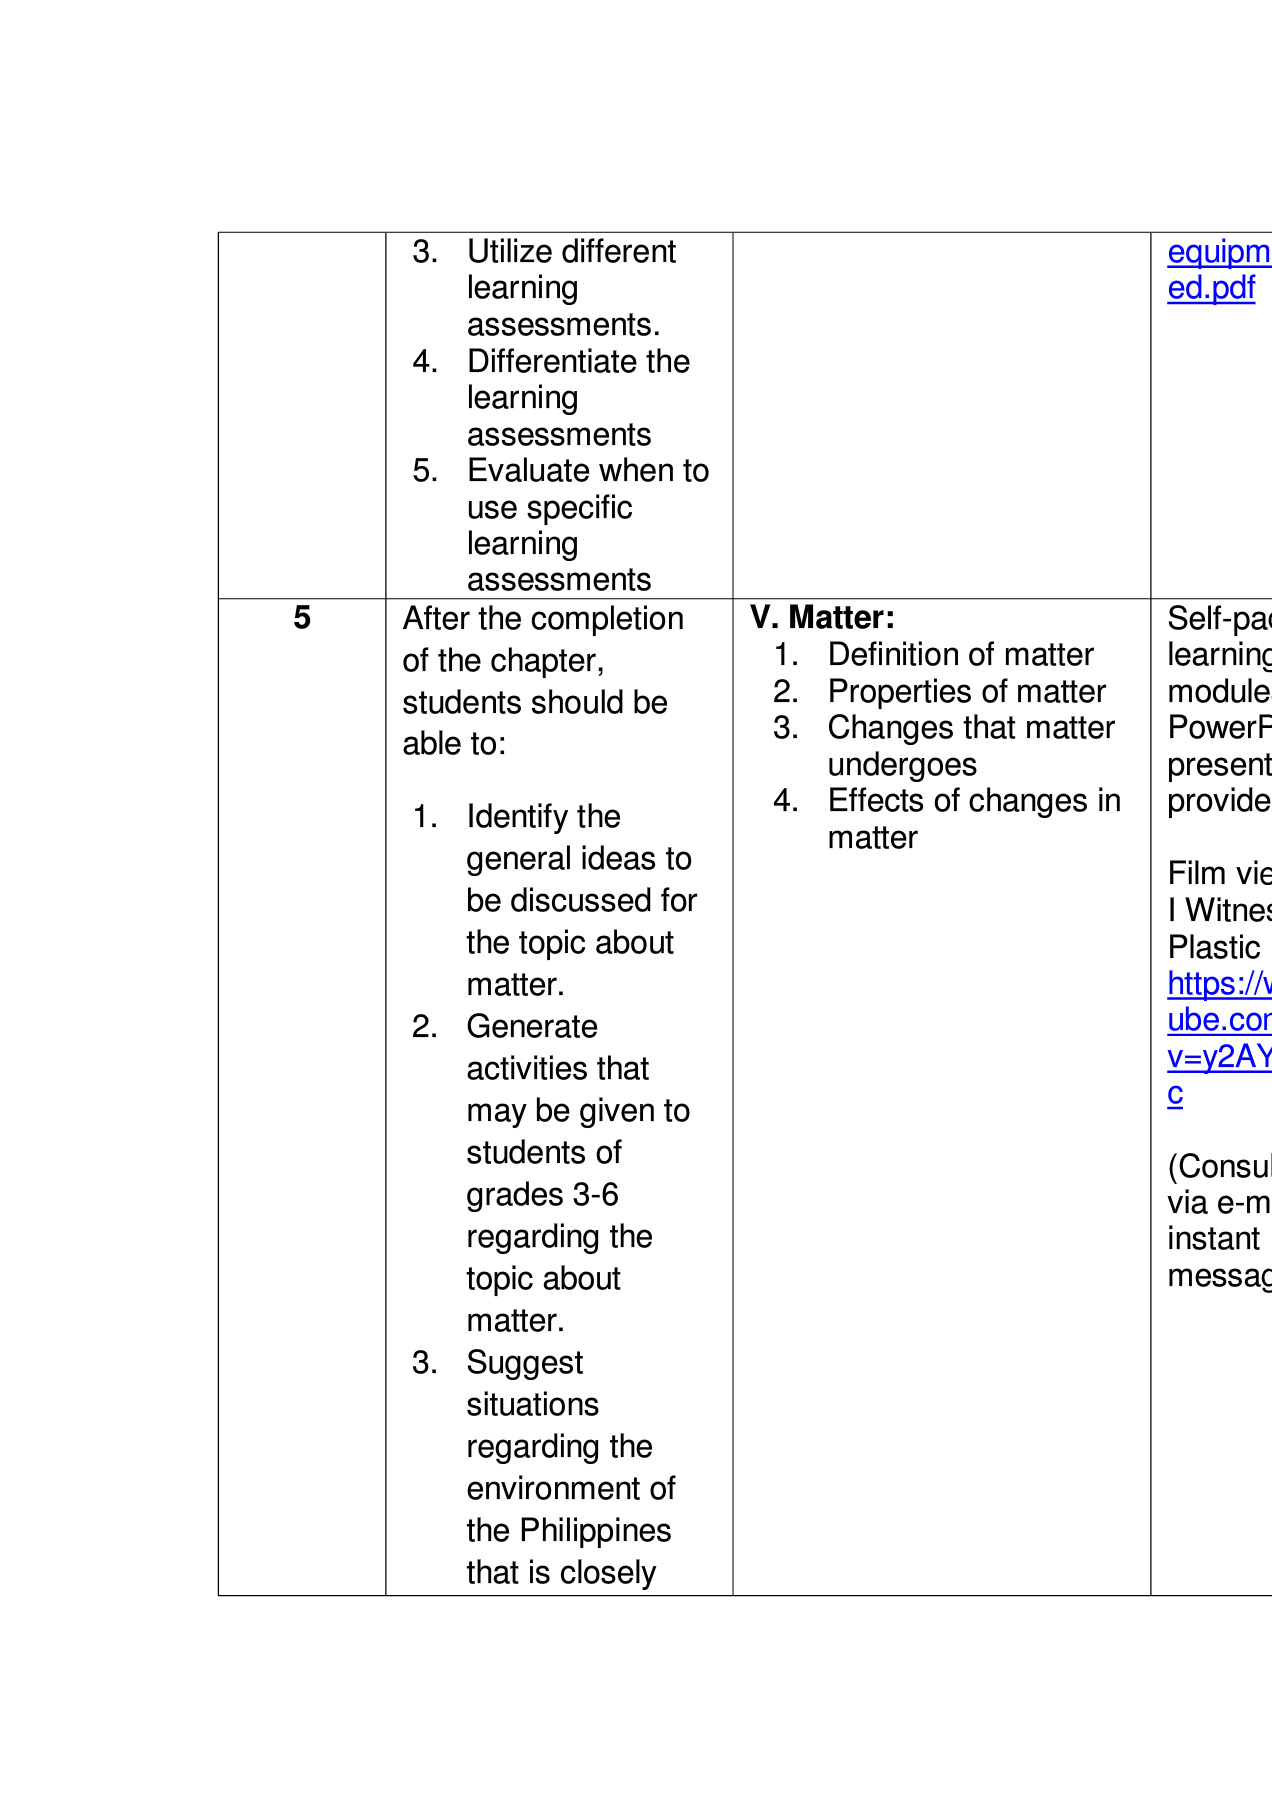 3. Utilize different
learning
assessments.
4. Differentiate the
learning
assessments
5. Evaluate when to
use specific
learning
assessments
equipm
ed.pdf
5
After the completion
of the chapter,
students should be
able to:
1. Identify the
general ideas to
be discussed for
the topic about
matter.
2. Generate
activities that
may be given to
students of
grades 3-6
regarding the
topic about
matter.
3. Suggest
situations
regarding the
environment of
the Philippines
that is closely
V. Matter:
1. Definition of matter
2. Properties of matter
3. Changes that matter
undergoes
4. Effects of changes in
matter
Self-pac
learning
module
PowerP
present
provide
Film vie
I Witnes
Plastic
https://w
ube.con
v=y2AY
c
(Consul
via e-m
instant
messag